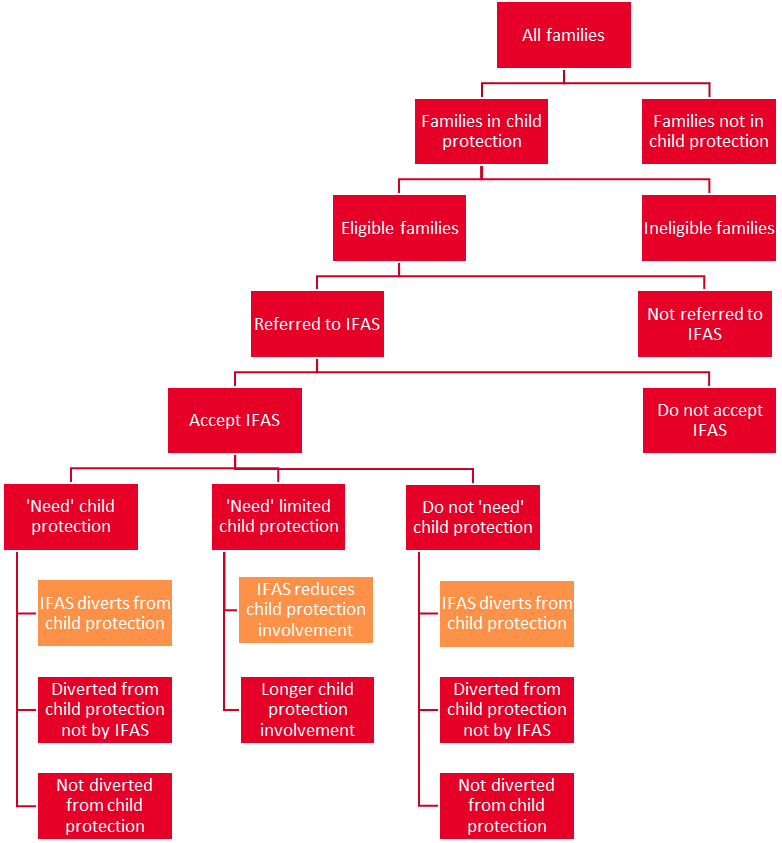 All families
Families in child
protection
Families not in
child protection
Eligible families
Ineligible families
Referred to IFAS
Not referred to
IFAS
Accept IFAS
Do not accept
IFAS
'Need' child
protection
'Need' limited
child protection
Do not 'need'
child protection
IFAS diverts from
child protection
IFAS reduces
child protection
involvement
IFAS diverts from
child protection
Diverted from
child protection
not by IFAS
Longer child
protection
involvement
Diverted from
child protection
not by IFAS
Not diverted
from child
protection
Not diverted
from child
protection